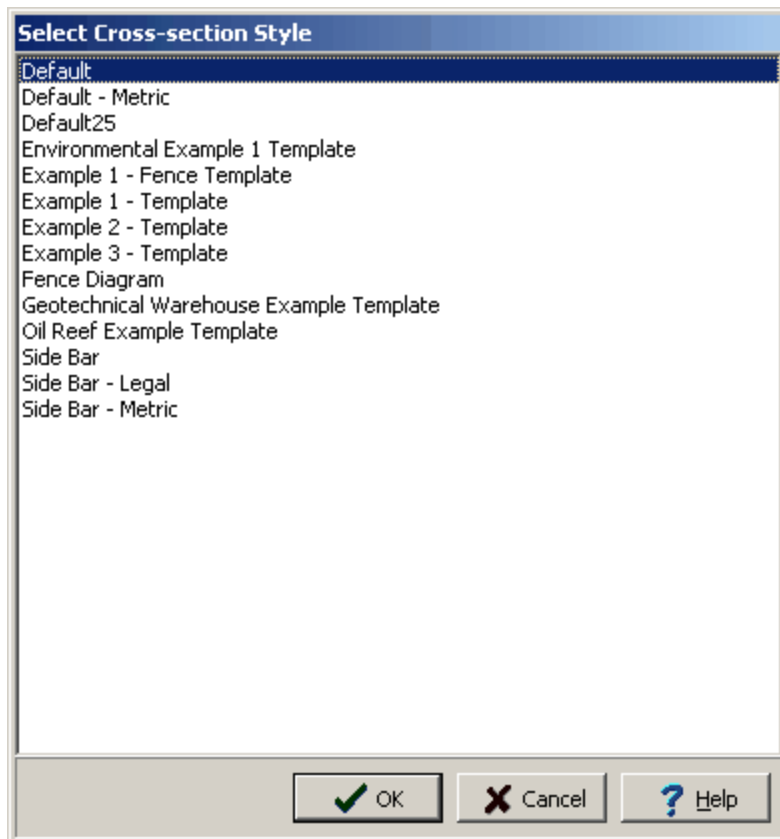 Select Cross-section Style
Default
Default - Metric
Default25
Environmental Example 1 Template
Example 1 - Fence Template
Example 1 - Template
Example 2 - Template
Example 3 - Template
Fence Diagram
Geotechnical Warehouse Example Template
Oil Reef Example Template
Side Bar
Side Bar - Legal
Side Bar - Metric
OK Cancel Help